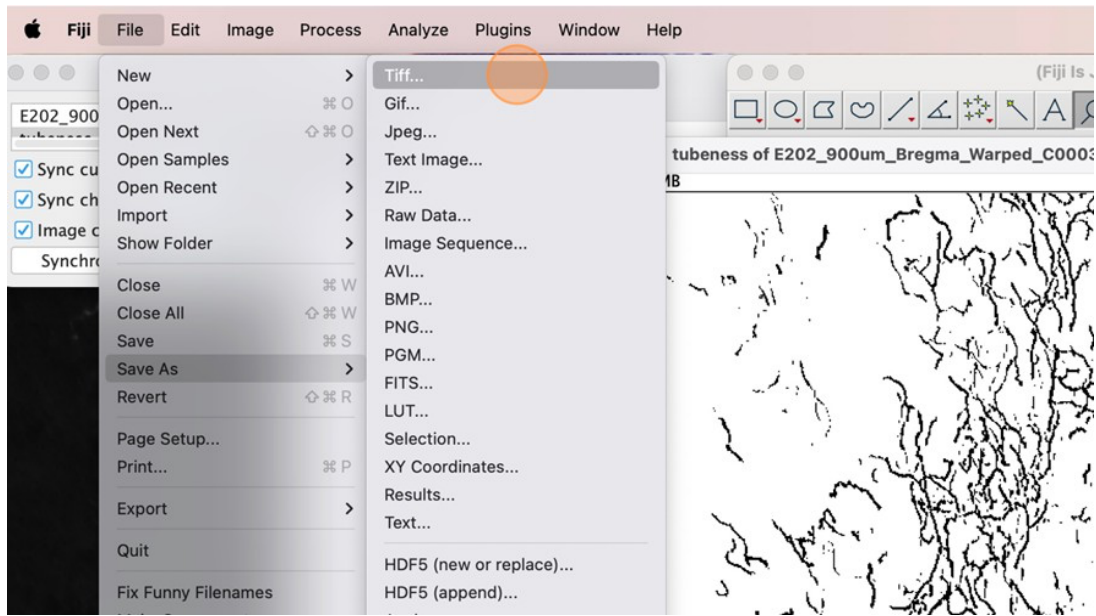 Fiji File Edit Image Process Analyze Plugins Window Help
New
Open... ⌘ O
Open Next ⇧ ⌘ O
Open Samples
Open Recent
Import
Show Folder
Close ⌘ W
Close All ⇧ ⌘ W
Save ⌘ S
Save As
Revert ⇧ ⌘ R
Page Setup...
Print... ⌘ P
Export
Quit
Fix Funny Filenames
Tiff...
Gif...
Jpeg...
Text Image...
ZIP...
Raw Data...
Image Sequence...
AVI...
BMP...
PNG...
PGM...
FITS...
LUT...
Selection...
XY Coordinates...
Results...
Text...
HDF5 (new or replace)...
HDF5 (append)...
E202_900
Sync cu
Sync ch
Image c
Synchro
(Fiji Is
A
tubeness of E202_900um_Bregma_Warped_C0003
MB